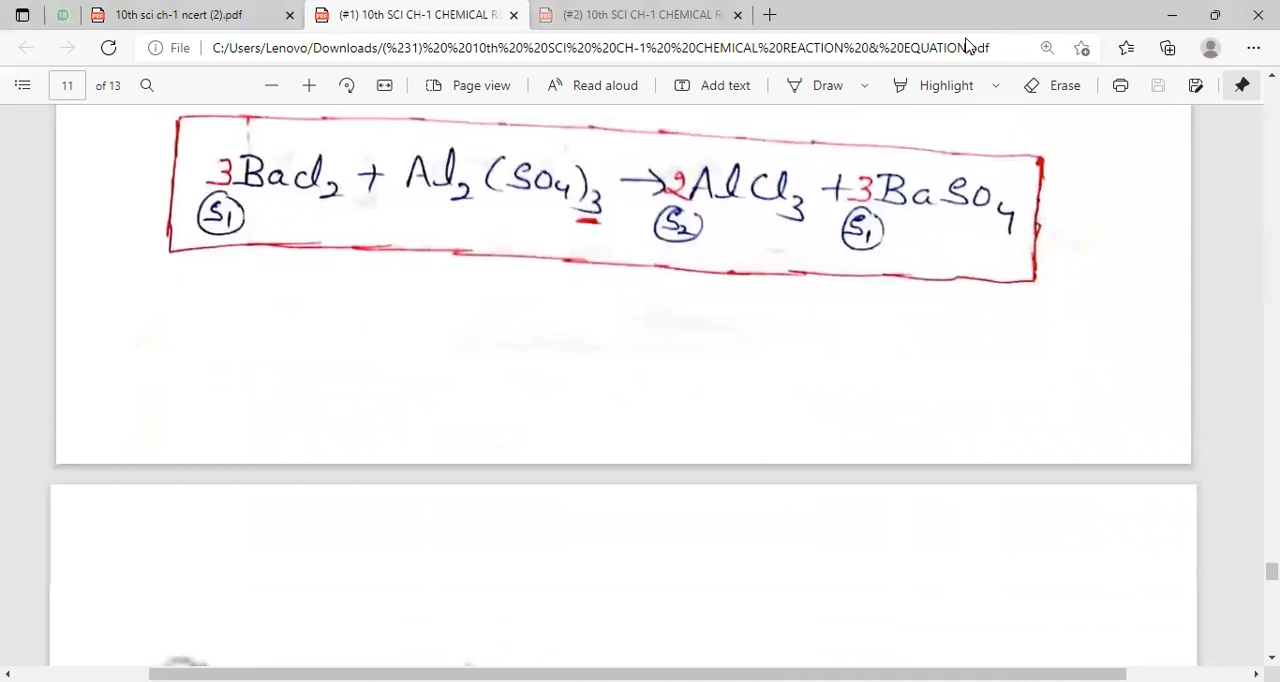 10th sci ch-1 ncert (2).pdf
(#1) 10th SCI CH-1 CHEMICAL R
(#2) 10th SCI CH-1 CHEMICAL R
File
C:/Users/Lenovo/Downloads/(%231)%20%2010th%20%20SCI%20%20CH-1%20%20CHEMICAL%20REACTION%20&%20EQUATION.pdf
11 of 13
Page view
Read aloud
Add text
Draw
Highlight
Erase
3BaCl₂ + Al₂(SO₄)₃ → 2AlCl₃ + 3BaSO₄
S₁ S₂ S₁